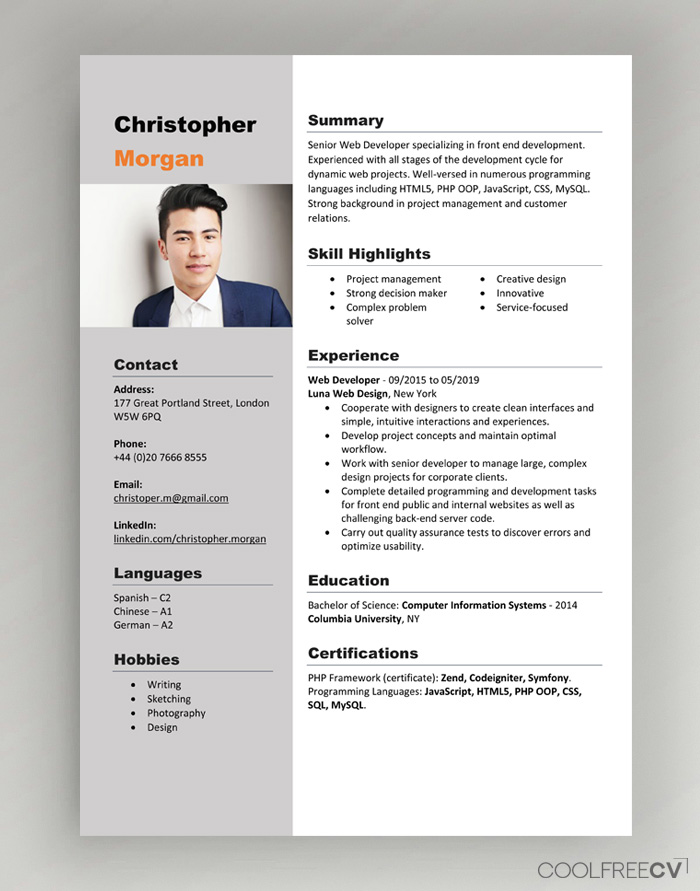 Christopher
Morgan
Contact
Address:
177 Great Portland Street, London
W5W 6PQ
Phone:
+44 (0)20 7666 8555
Email:
christoper.m@gmail.com
LinkedIn:
linkedin.com/christopher.morgan
Languages
Spanish – C2
Chinese – A1
German – A2
Hobbies
• Writing
• Sketching
• Photography
• Design
Summary
Senior Web Developer specializing in front end development.
Experienced with all stages of the development cycle for
dynamic web projects. Well-versed in numerous programming
languages including HTML5, PHP OOP, JavaScript, CSS, MySQL.
Strong background in project management and customer
relations.
Skill Highlights
• Project management
• Strong decision maker
• Complex problem
solver
• Creative design
• Innovative
• Service-focused
Experience
Web Developer - 09/2015 to 05/2019
Luna Web Design, New York
• Cooperate with designers to create clean interfaces and
simple, intuitive interactions and experiences.
• Develop project concepts and maintain optimal
workflow.
• Work with senior developer to manage large, complex
design projects for corporate clients.
• Complete detailed programming and development tasks
for front end public and internal websites as well as
challenging back-end server code.
• Carry out quality assurance tests to discover errors and
optimize usability.
Education
Bachelor of Science: Computer Information Systems - 2014
Columbia University, NY
Certifications
PHP Framework (certificate): Zend, Codeigniter, Symfony.
Programming Languages: JavaScript, HTML5, PHP OOP, CSS,
SQL, MySQL.
COOLFREECV